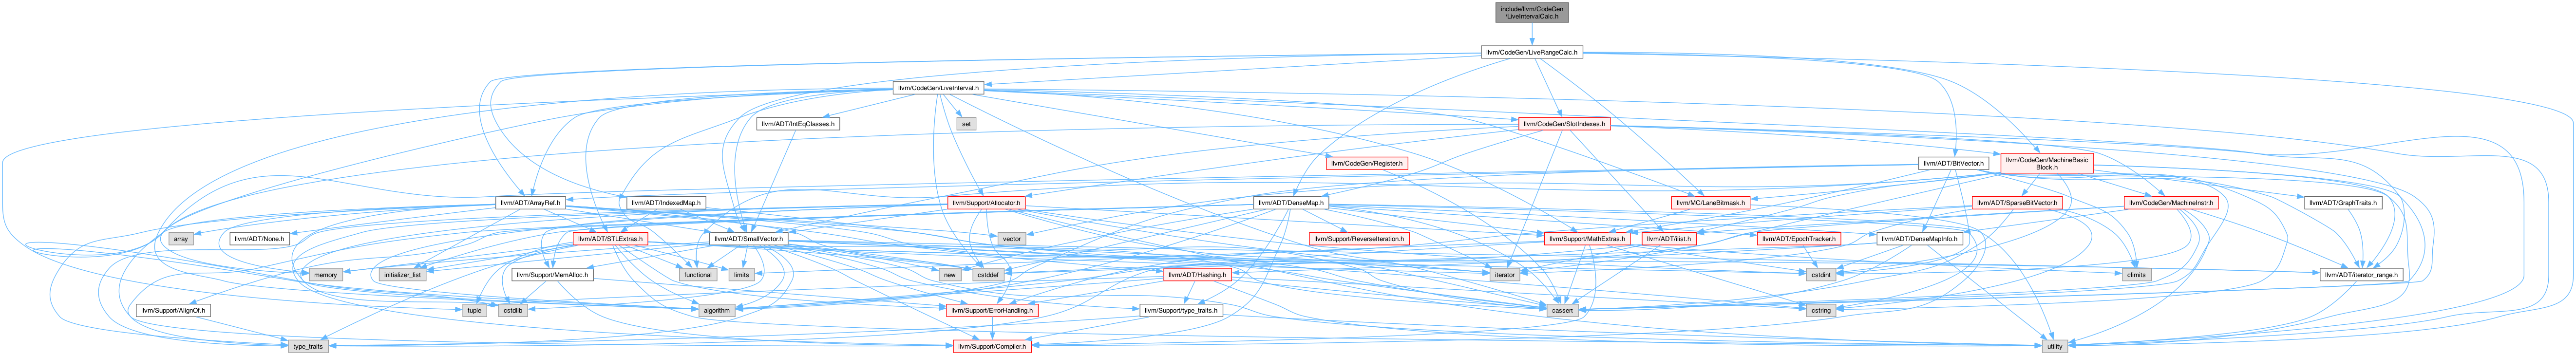 include/llvm/CodeGen
/LiveIntervalCalc.h
llvm/CodeGen/LiveRangeCalc.h
llvm/CodeGen/LiveInterval.h
llvm/ADT/IntEqClasses.h
set
llvm/CodeGen/SlotIndexes.h
llvm/CodeGen/Register.h
llvm/ADT/BitVector.h
llvm/CodeGen/MachineBasic
Block.h
llvm/ADT/ArrayRef.h
llvm/ADT/IndexedMap.h
llvm/Support/Allocator.h
llvm/ADT/DenseMap.h
llvm/MC/LaneBitmask.h
llvm/ADT/SparseBitVector.h
llvm/CodeGen/MachineInstr.h
llvm/ADT/GraphTraits.h
array
llvm/ADT/None.h
llvm/ADT/STLExtras.h
llvm/ADT/SmallVector.h
vector
llvm/Support/ReverseIteration.h
llvm/Support/MathExtras.h
llvm/ADT/ilist.h
llvm/ADT/EpochTracker.h
llvm/ADT/DenseMapInfo.h
memory
initializer_list
llvm/Support/MemAlloc.h
functional
limits
new
cstddef
llvm/ADT/Hashing.h
iterator
cstdint
climits
llvm/ADT/iterator_range.h
llvm/Support/AlignOf.h
tuple
cstdlib
algorithm
llvm/Support/ErrorHandling.h
llvm/Support/type_traits.h
cassert
cstring
type_traits
llvm/Support/Compiler.h
utility